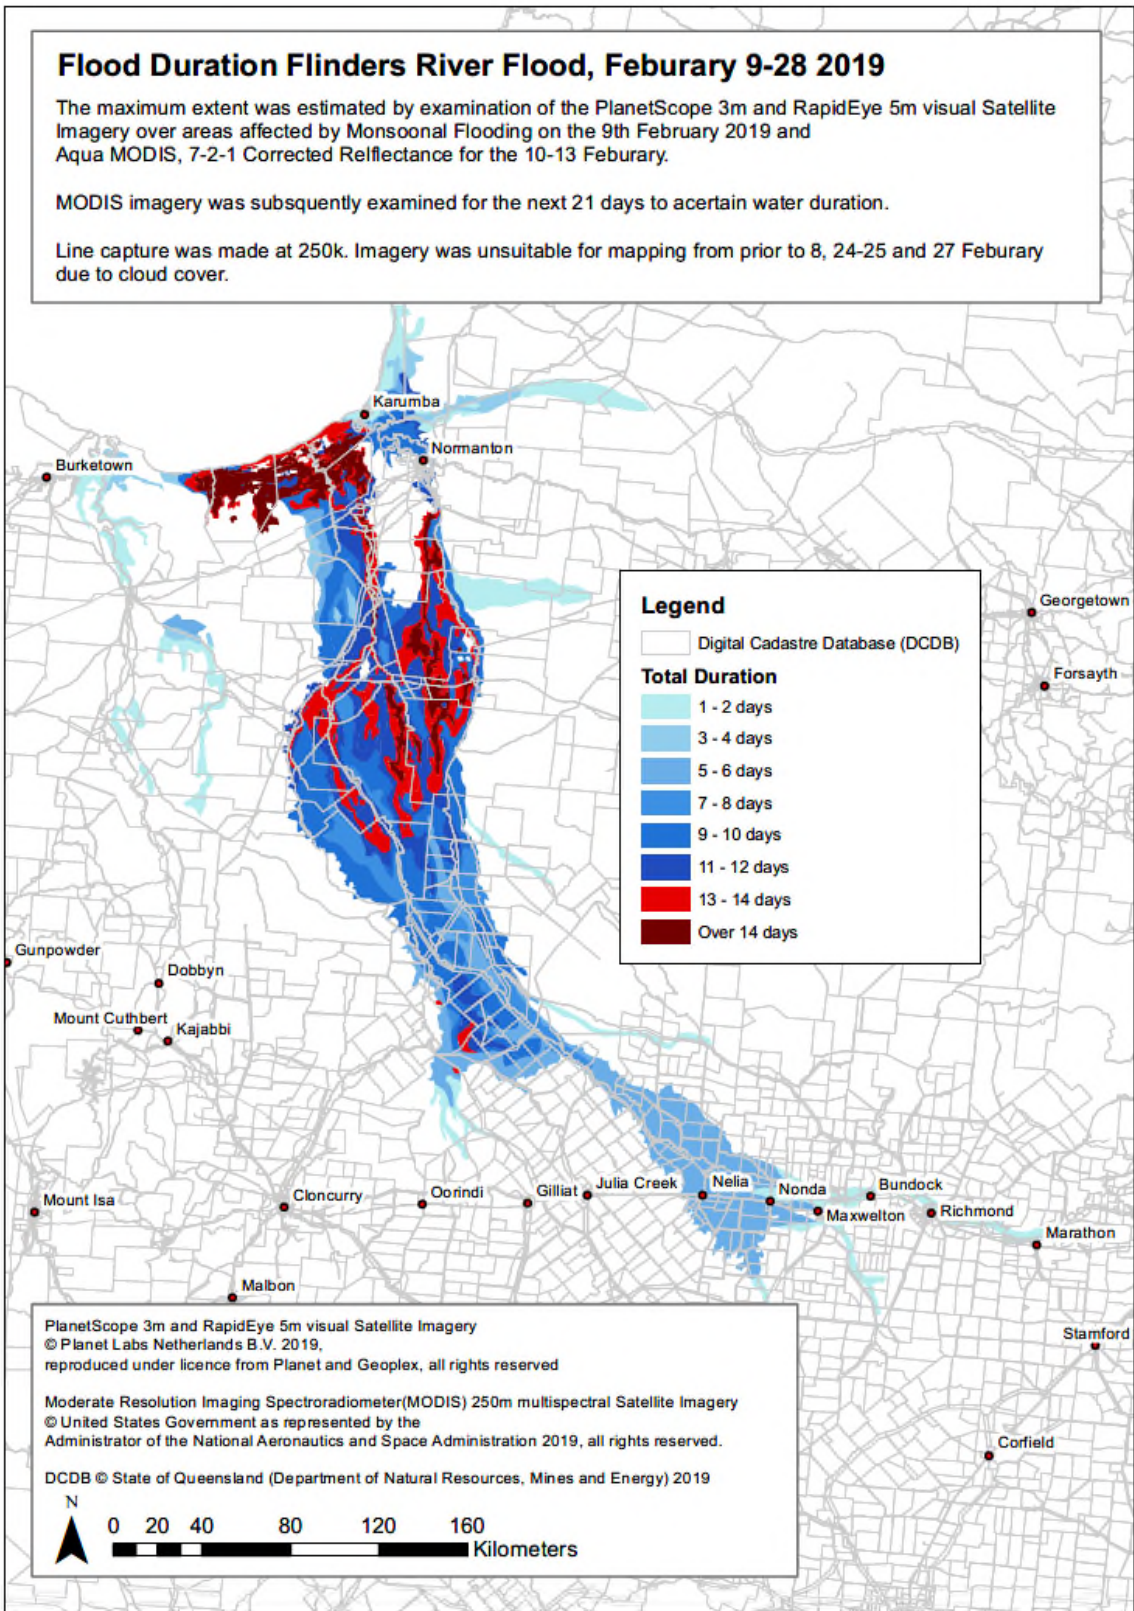 Flood Duration Flinders River Flood, Feburary 9-28 2019
The maximum extent was estimated by examination of the PlanetScope 3m and RapidEye 5m visual Satellite
Imagery over areas affected by Monsoonal Flooding on the 9th February 2019 and
Aqua MODIS, 7-2-1 Corrected Relflectance for the 10-13 Feburary.
MODIS imagery was subsquently examined for the next 21 days to acertain water duration.
Line capture was made at 250k. Imagery was unsuitable for mapping from prior to 8, 24-25 and 27 Feburary
due to cloud cover.
Karumba
Normanton
Burketown
Legend
Digital Cadastre Database (DCDB)
Total Duration
1 - 2 days
3 - 4 days
5 - 6 days
7 - 8 days
9 - 10 days
11 - 12 days
13 - 14 days
Over 14 days
Georgetown
Forsayth
Gunpowder
Dobbyn
Mount Cuthbert
Kajabbi
Mount Isa
Cloncurry
Oorindi
Gilliat
Julia Creek
Nelia
Nonda
Bundock
Maxwelton
Richmond
Marathon
Malbon
Stamford
Corfield
PlanetScope 3m and RapidEye 5m visual Satellite Imagery
© Planet Labs Netherlands B.V. 2019,
reproduced under licence from Planet and Geoplex, all rights reserved
Moderate Resolution Imaging Spectroradiometer(MODIS) 250m multispectral Satellite Imagery
© United States Government as represented by the
Administrator of the National Aeronautics and Space Administration 2019, all rights reserved.
DCDB © State of Queensland (Department of Natural Resources, Mines and Energy) 2019
N
0 20 40 80 120 160
Kilometers